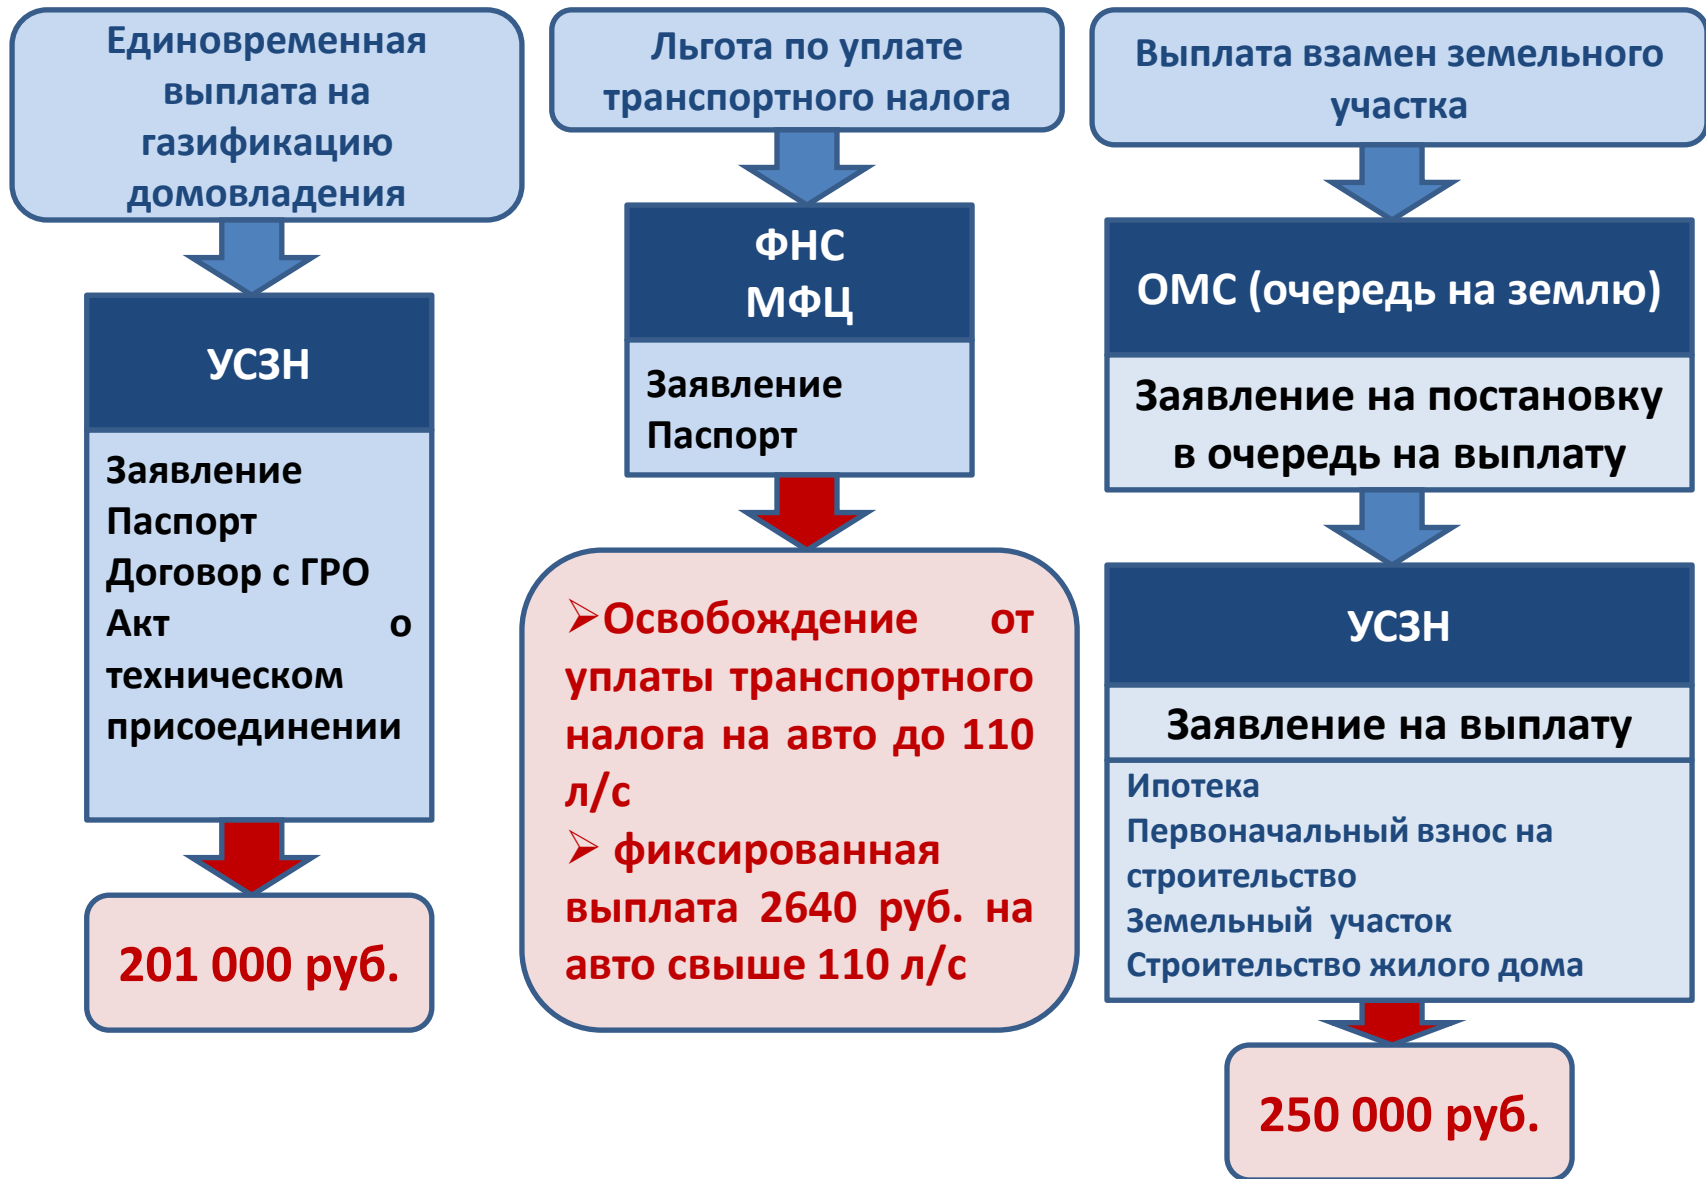 Единовременная
выплата на
газификацию
домовладения
УСЗН
Заявление
Паспорт
Договор с ГРО
Акт о
техническом
присоединении
201 000 руб.
Льгота по уплате
транспортного налога
ФНС
МФЦ
Заявление
Паспорт
➢Освобождение от
уплаты транспортного
налога на авто до 110
л/с
➢ фиксированная
выплата 2640 руб. на
авто свыше 110 л/с
Выплата взамен земельного
участка
ОМС (очередь на землю)
Заявление на постановку
в очередь на выплату
УСЗН
Заявление на выплату
Ипотека
Первоначальный взнос на
строительство
Земельный участок
Строительство жилого дома
250 000 руб.